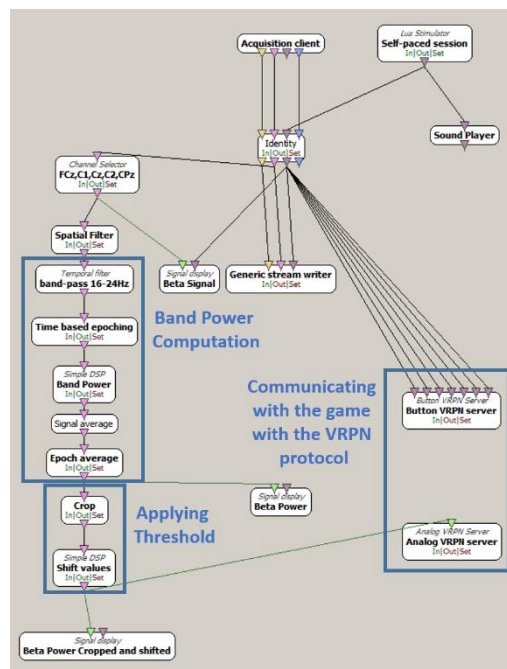 Acquisition client
Lua Stimulator
Self-paced session
In|Out|Set
Identity
In|Out|Set
Sound Player
Channel Selector
FCz,C1,Cz,C2,CPz
In|Out|Set
Spatial Filter
In|Out|Set
Temporal filter
band-pass 16-24Hz
In|Out|Set
Signal display
Beta Signal
Generic stream writer
In|Out|Set
Time based epoching
In|Out|Set
Band Power
Computation
Simple DSP
Band Power
In|Out|Set
Signal average
Epoch average
In|Out|Set
Communicating
with the game
with the VRPN
protocol
Button VRPN Server
Button VRPN server
In|Out|Set
Signal display
Beta Power
Crop
In|Out|Set
Applying
Threshold
Simple DSP
Shift values
In|Out|Set
Analog VRPN Server
Analog VRPN server
In|Out|Set
Signal display
Beta Power Cropped and shifted